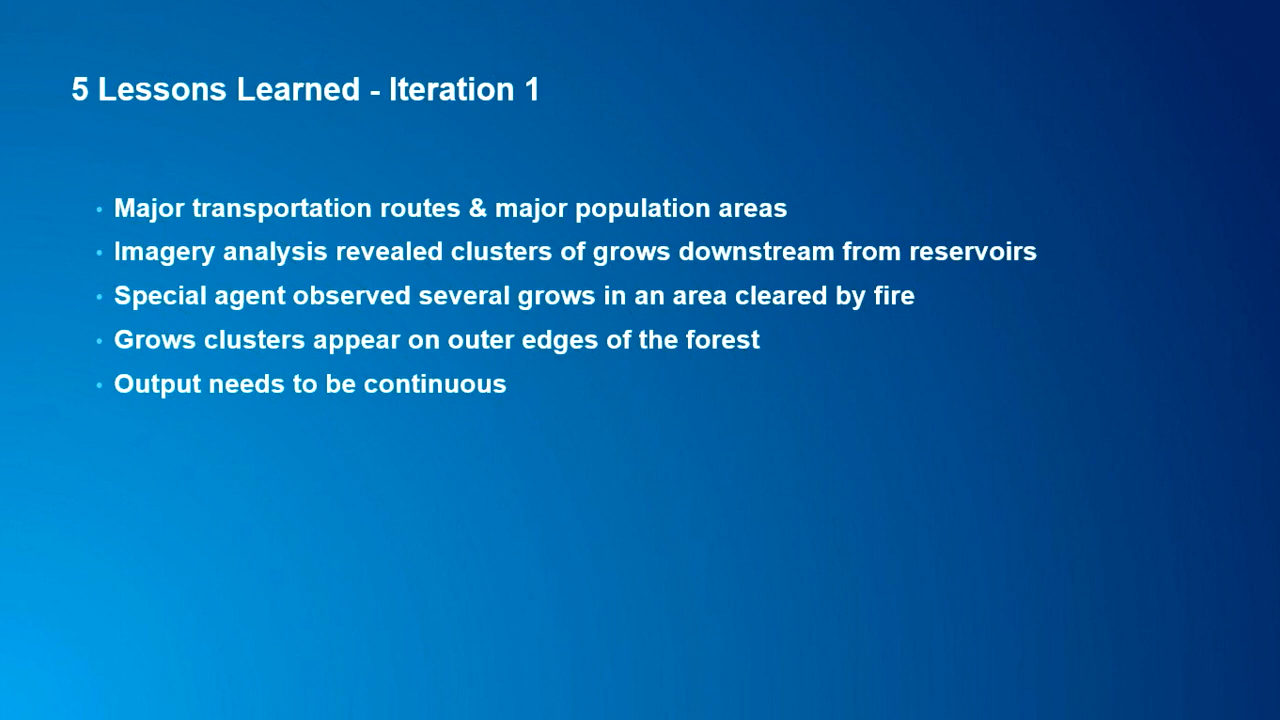 5 Lessons Learned - Iteration 1
• Major transportation routes & major population areas
• Imagery analysis revealed clusters of grows downstream from reservoirs
• Special agent observed several grows in an area cleared by fire
• Grows clusters appear on outer edges of the forest
• Output needs to be continuous